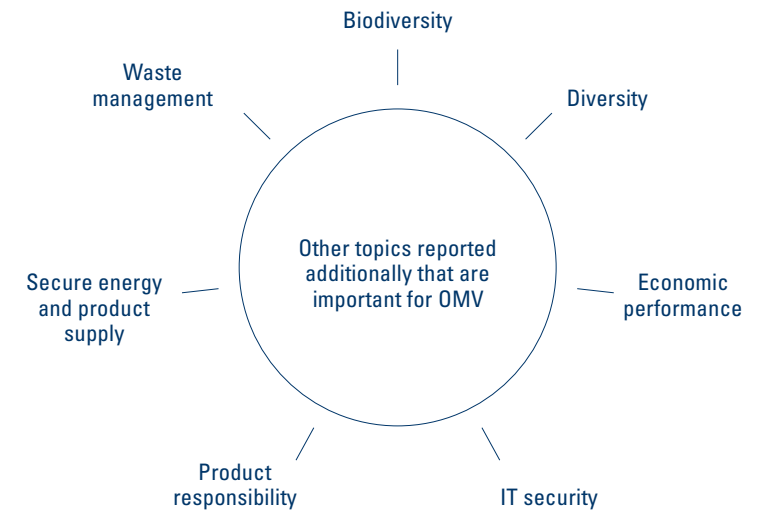 Biodiversity
Waste
management
Diversity
Other topics reported
additionally that are
important for OMV
Secure energy
and product
supply
Economic
performance
Product
responsibility
IT security